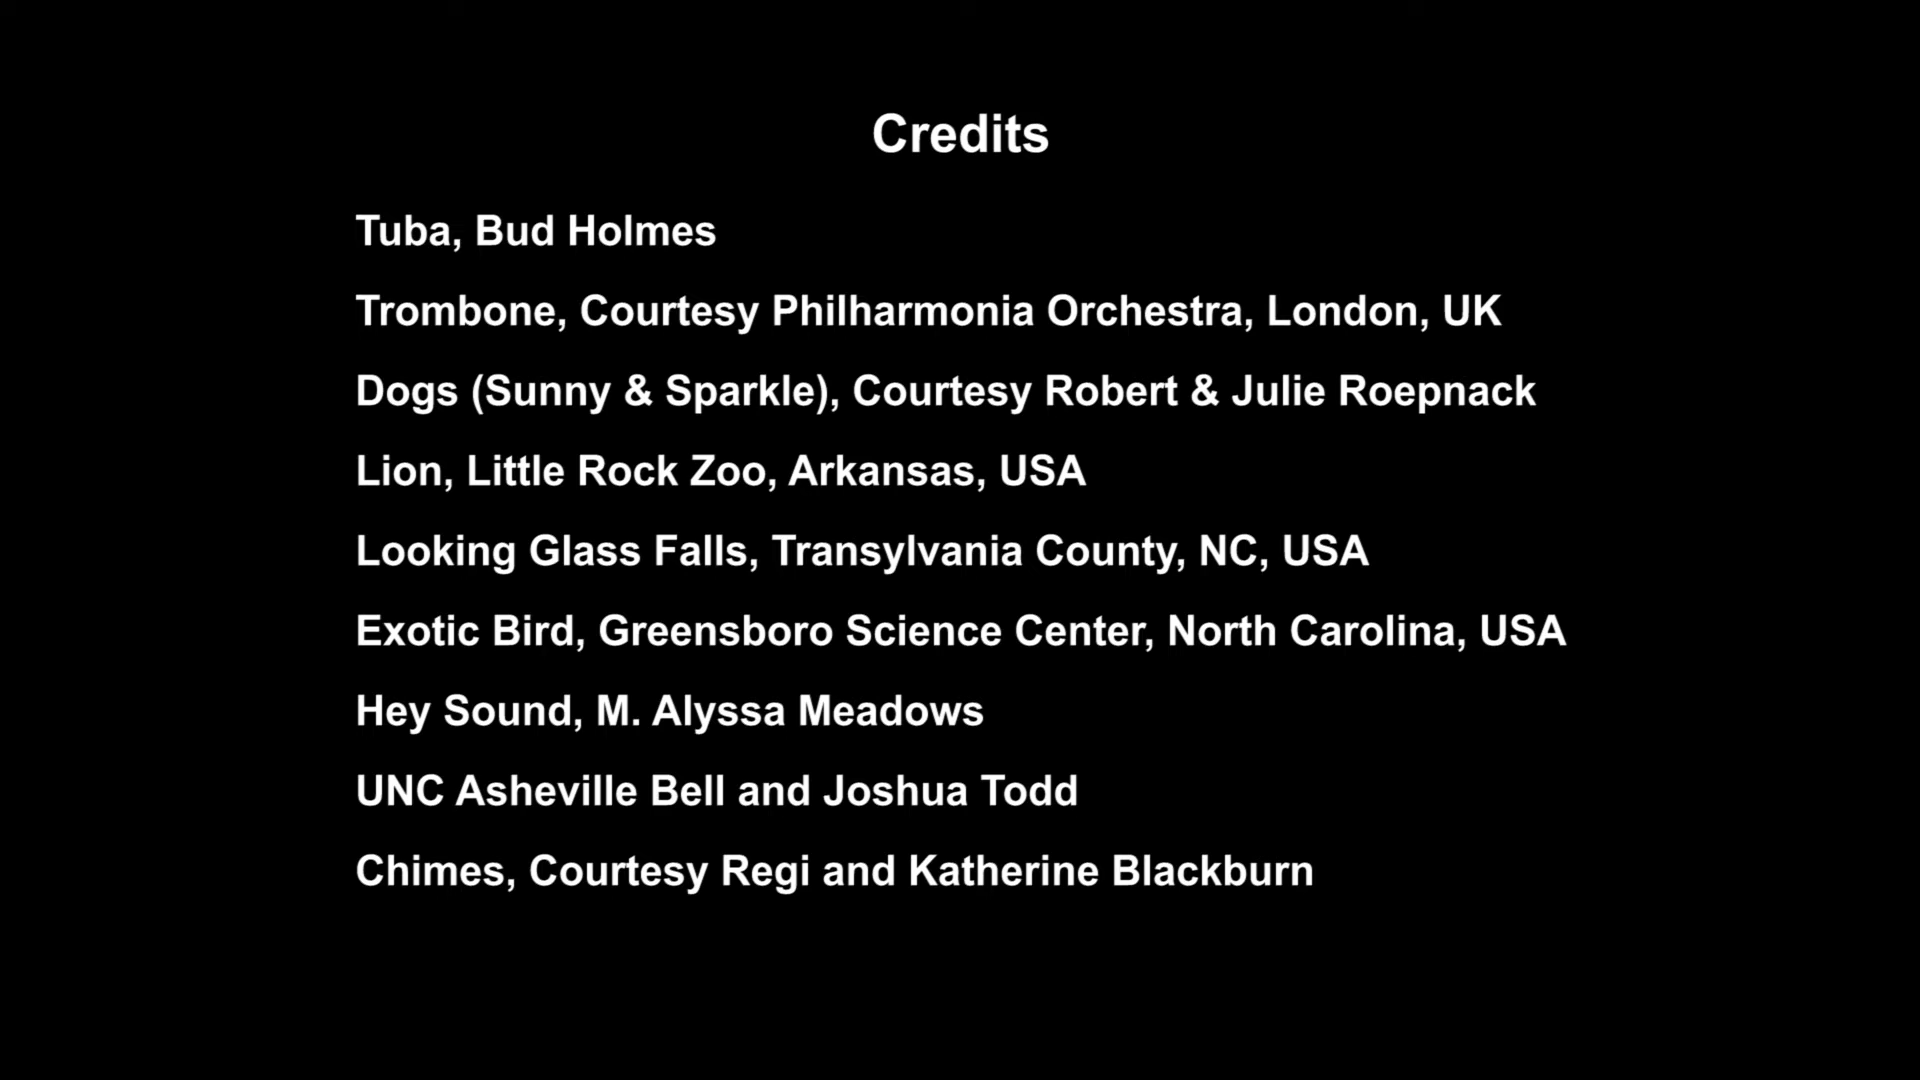 Credits
Tuba, Bud Holmes
Trombone, Courtesy Philharmonia Orchestra, London, UK
Dogs (Sunny & Sparkle), Courtesy Robert & Julie Roepnack
Lion, Little Rock Zoo, Arkansas, USA
Looking Glass Falls, Transylvania County, NC, USA
Exotic Bird, Greensboro Science Center, North Carolina, USA
Hey Sound, M. Alyssa Meadows
UNC Asheville Bell and Joshua Todd
Chimes, Courtesy Regi and Katherine Blackburn